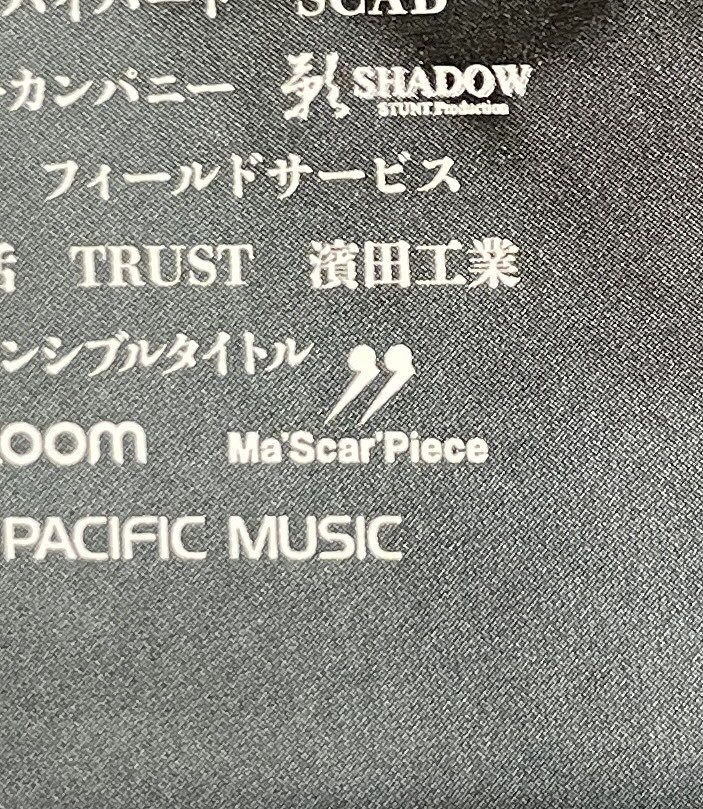 SCAB
カンパニー 影 SHADOW
STUNT Production
フィールドサービス
TRUST 濱田工業
ンシブルタイトル
oom Ma'Scar'Piece
PACIFIC MUSIC